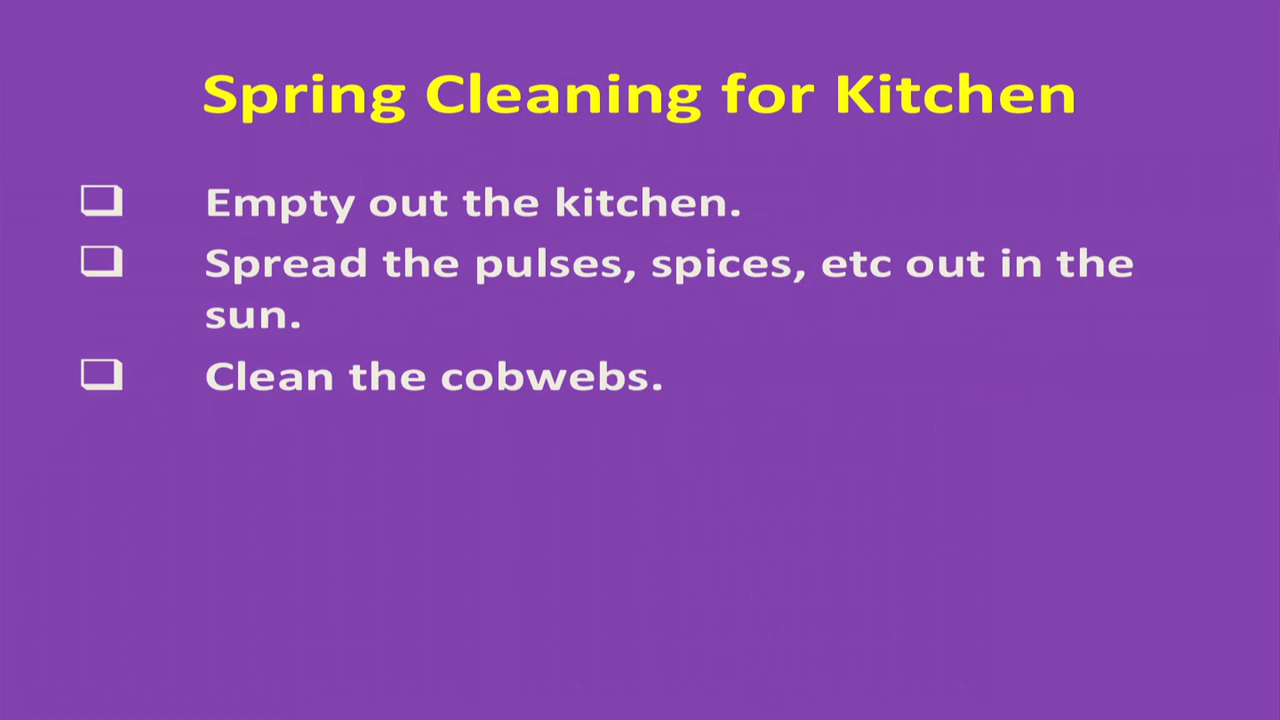 Spring Cleaning for Kitchen
❑ Empty out the kitchen.
❑ Spread the pulses, spices, etc out in the
sun.
❑ Clean the cobwebs.